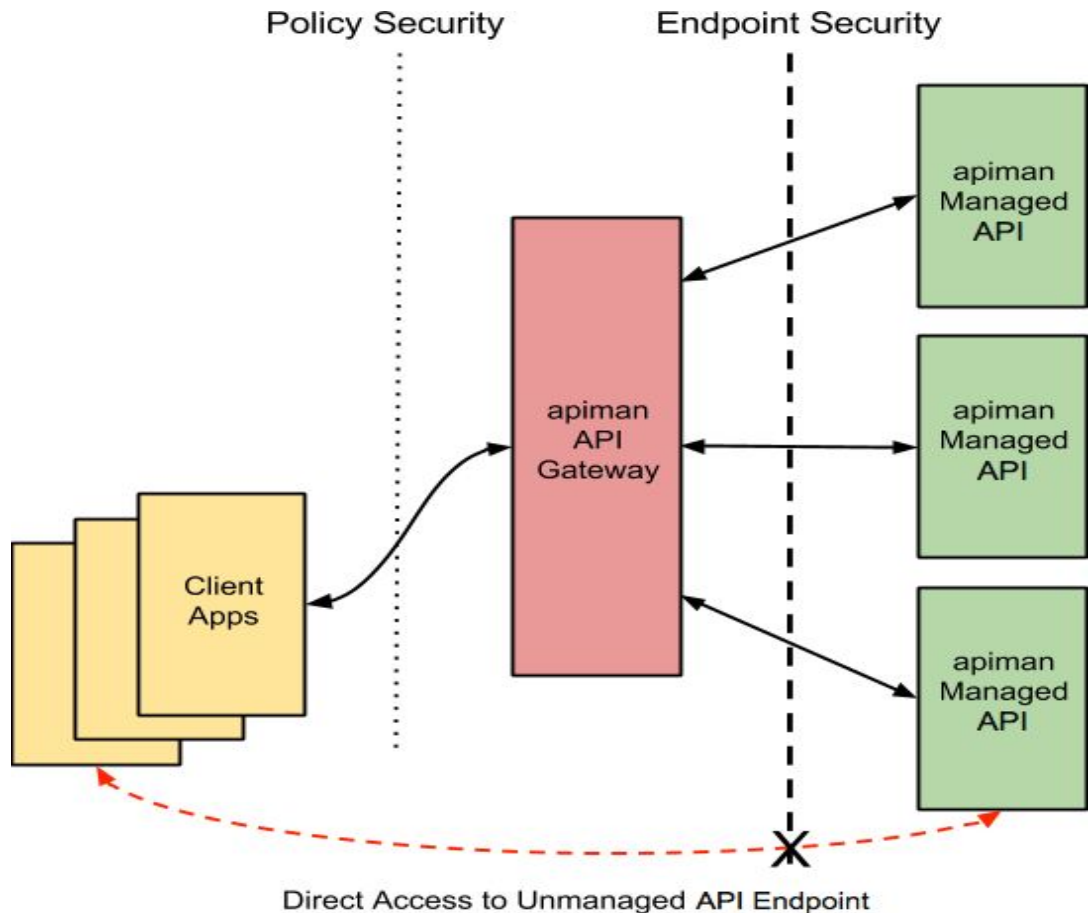 Policy Security
Endpoint Security
apiman
Managed
API
apiman
API
Gateway
apiman
Managed
API
Client
Apps
apiman
Managed
API
X
Direct Access to Unmanaged API Endpoint